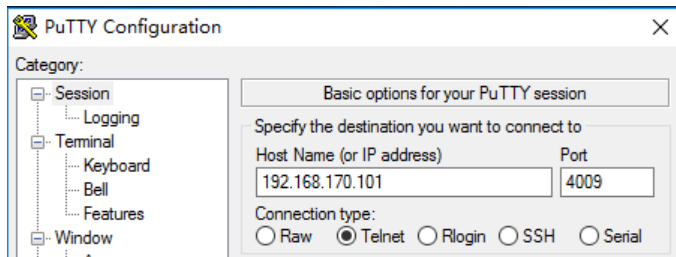 PuTTY Configuration
Category:
Session
Logging
Terminal
Keyboard
Bell
Features
Window
Basic options for your PuTTY session
Specify the destination you want to connect to
Host Name (or IP address) Port
192.168.170.101 4009
Connection type:
Raw Telnet Rlogin SSH Serial